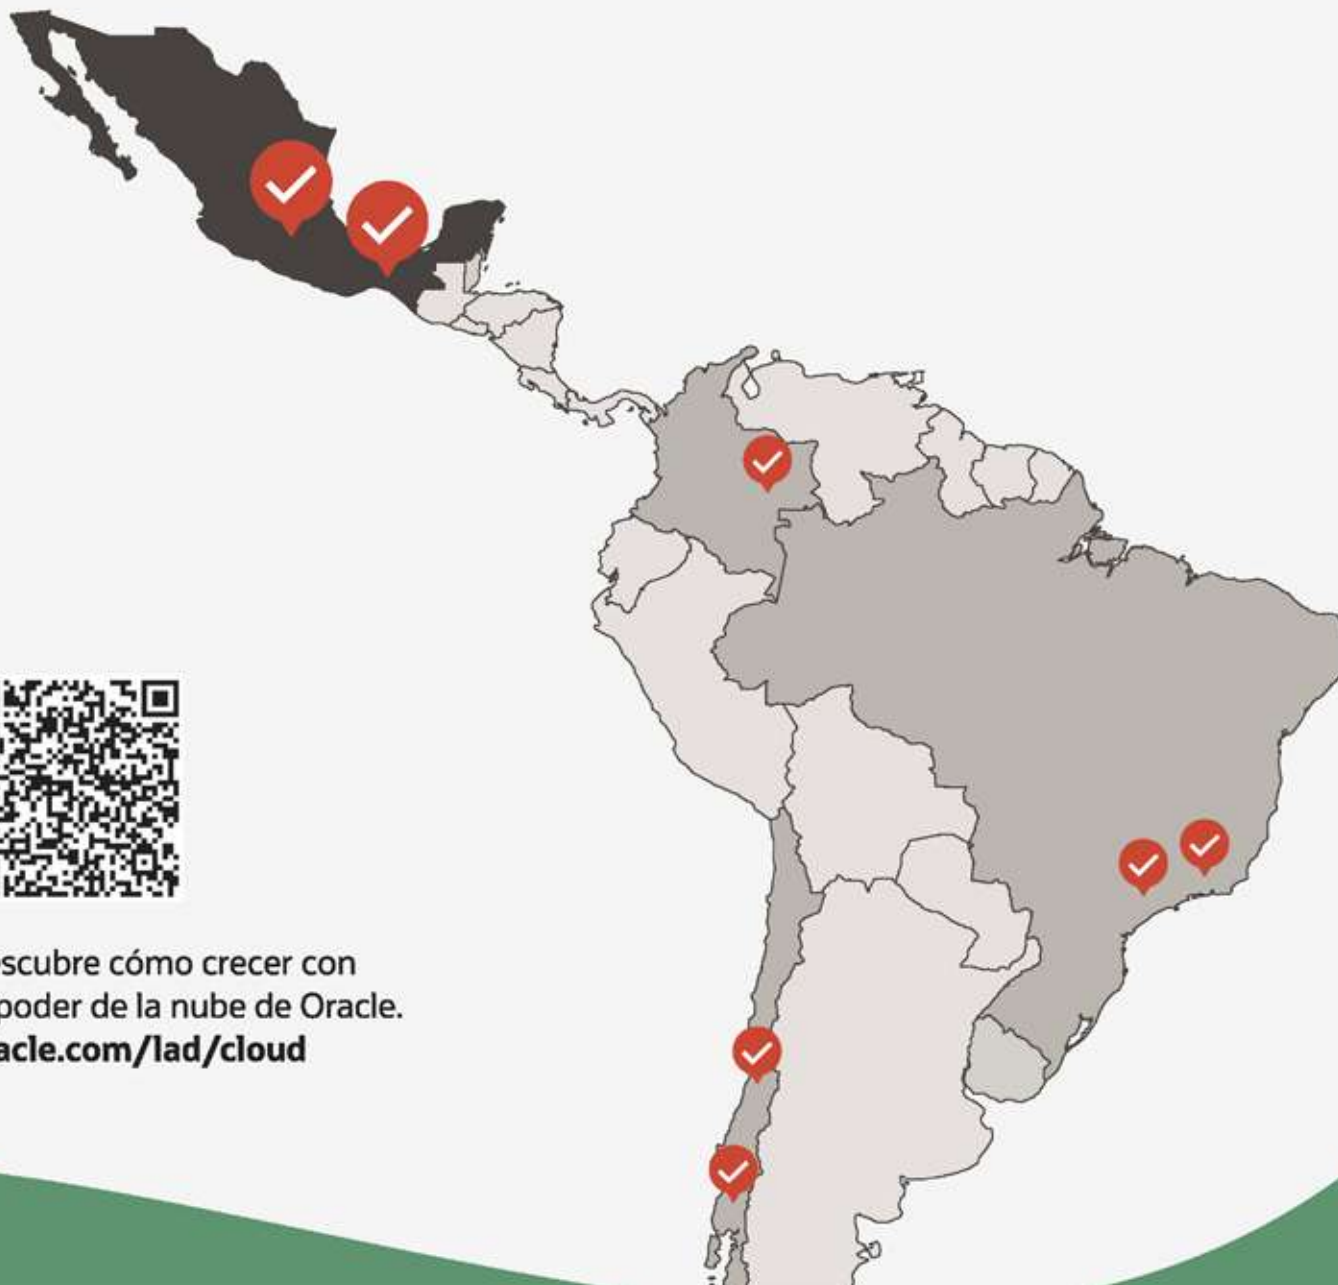 scubre cómo crecer con
poder de la nube de Oracle.
acle.com/lad/cloud